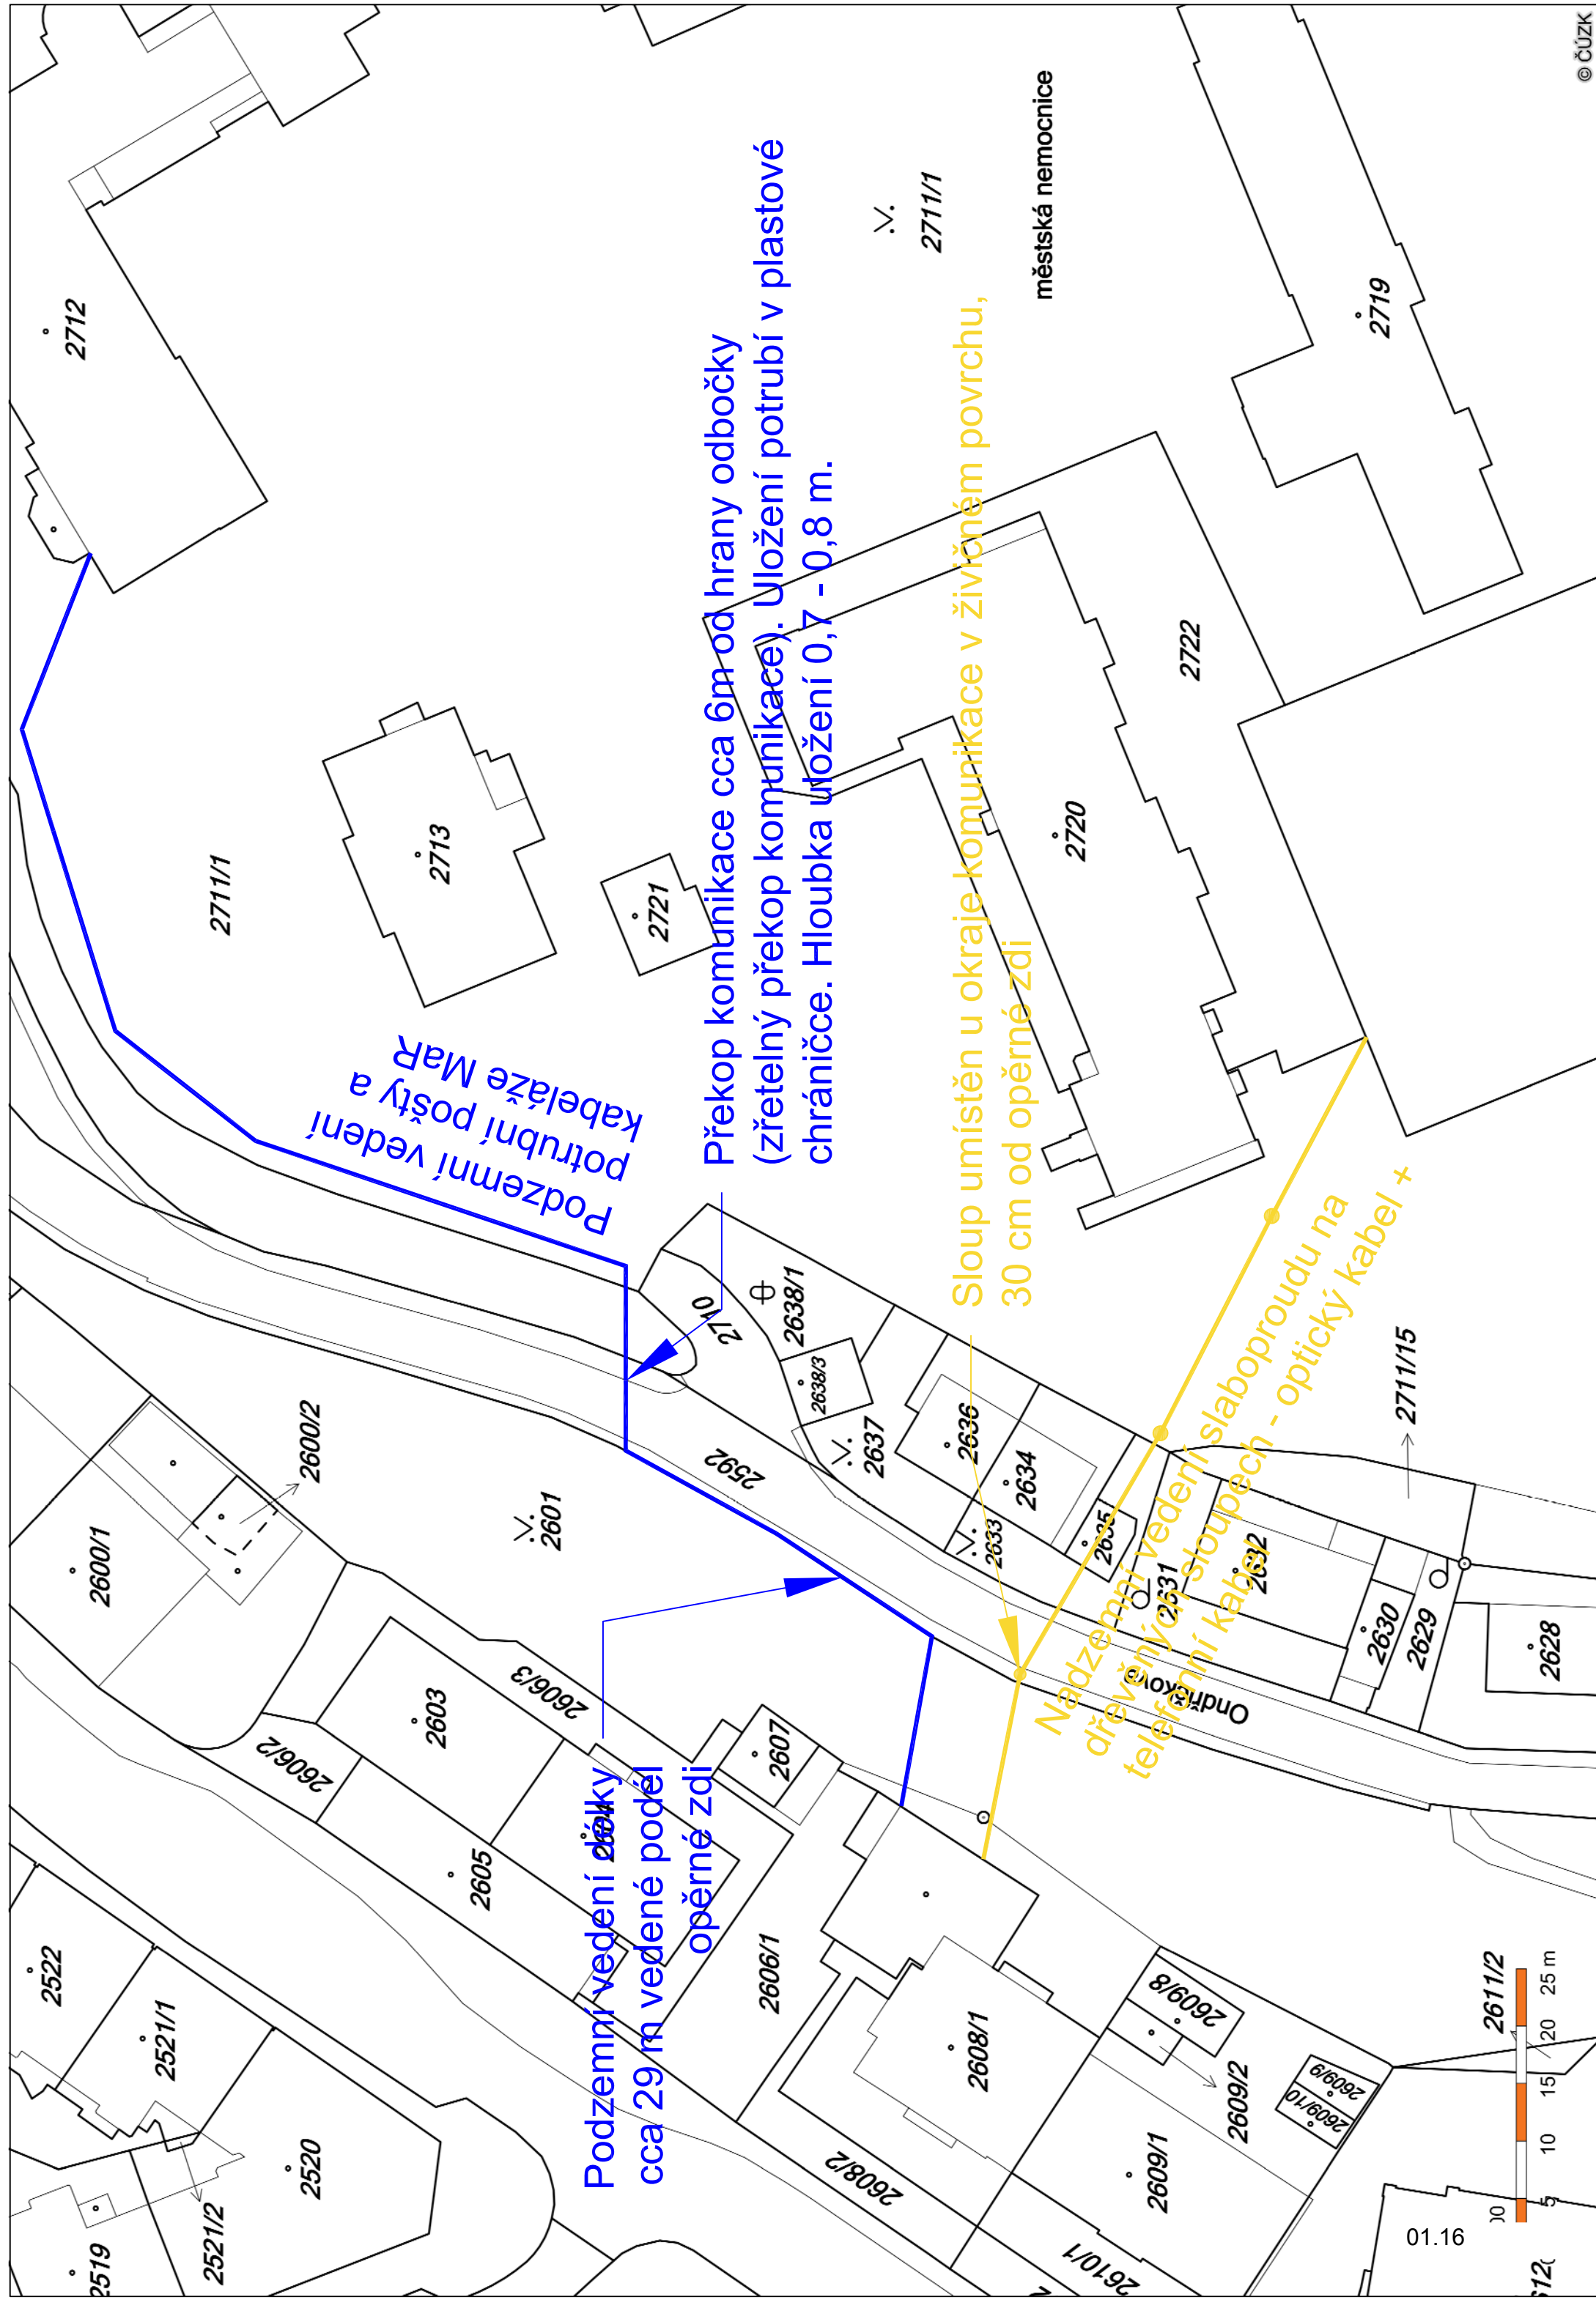 © ČÚZK
2712
2711/1
městská nemocnice
2719
Překop komunikace cca 6m od hrany odbočky
(zřetelný překop komunikace). Uložení potrubí v plastové
chráničce. Hloubka uložení 0,7 - 0,8 m.
Sloup umístěn u okraje komunikace v živičném povrchu,
30 cm od opěrné zdi
2722
2720
2713
2721
2711/1
Podzemní vedení
potrubní pošty a
kabeláže MaR
Nadzemní vedení slaboproudu na
dřevěných sloupech - optický kabel +
telefonní kabel
2710
2638/1
2638/3
2637
2636
2634
2633
2635
2631
2632
2630
2629
2628
2711/15
2592
Ondříčkova
2600/2
2600/1
2601
2603
2606/3
2606/2
2604
2605
2607
2606/1
Podzemní vedení délky
cca 29 m vedené podél
opěrné zdi
2608/1
2608/2
2609/8
2609/2
2609/9
2609/10
2609/1
2610/1
2611/2
2522
2521/1
2520
2521/2
2519
5 10 15 20 25 m
01.16